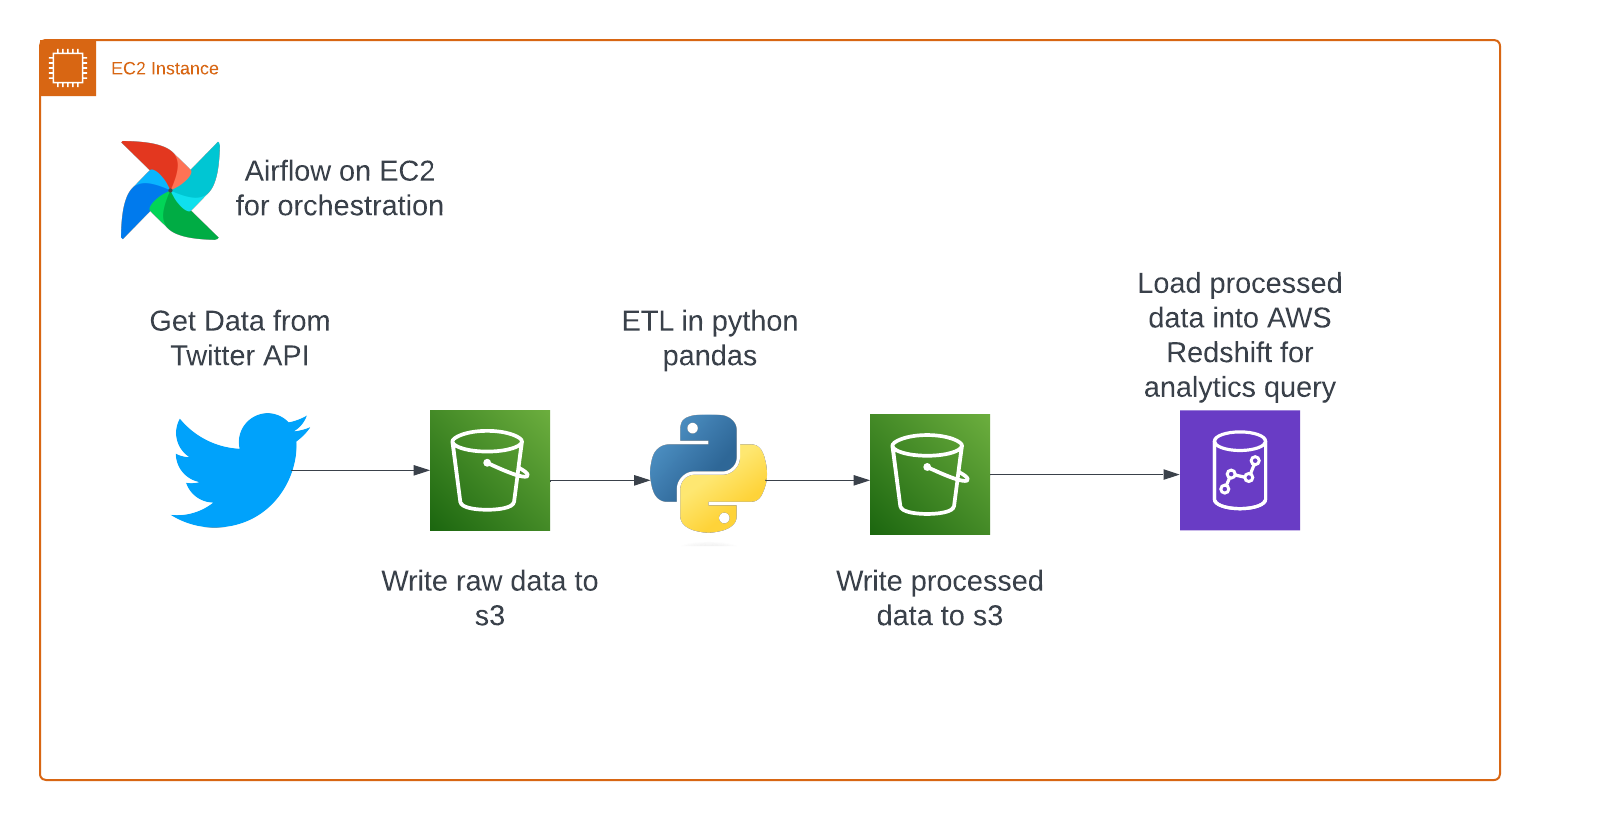 EC2 Instance
Airflow on EC2
for orchestration
Get Data from
Twitter API
ETL in python
pandas
Load processed
data into AWS
Redshift for
analytics query
Write raw data to
s3
Write processed
data to s3